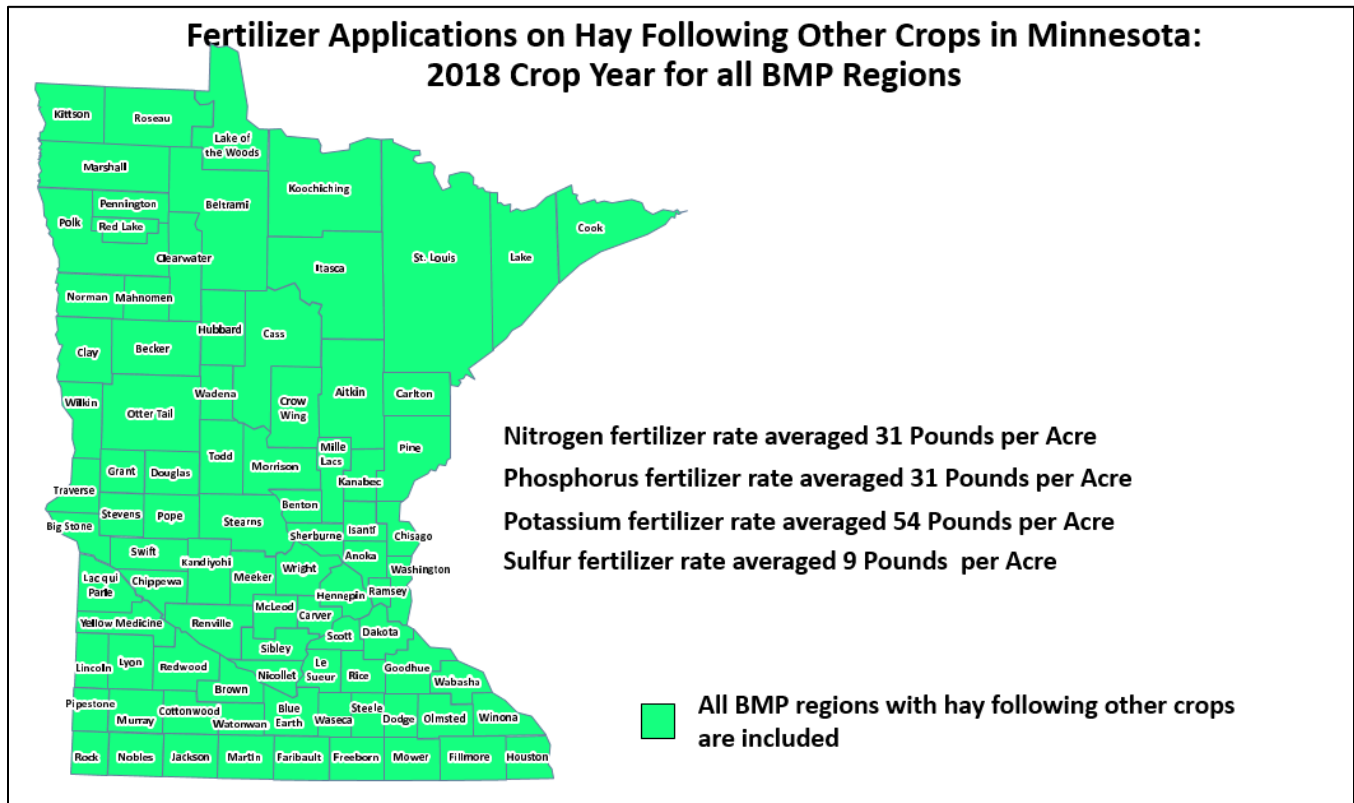 Fertilizer Applications on Hay Following Other Crops in Minnesota:
2018 Crop Year for all BMP Regions
Kittson
Roseau
Lake of
the Woods
Marshall
Koochiching
Pennington
Beltrami
Polk
Red Lake
Cook
Clearwater
Itasca
St. Louis
Lake
Norman
Mahnomen
Hubbard
Cass
Clay
Becker
Wadena
Aitkin
Carlton
Wilkin
Crow
Wing
Otter Tail
Nitrogen fertilizer rate averaged 31 Pounds per Acre
Mille
Lacs
Pine
Todd
Morrison
Grant
Douglas
Phosphorus fertilizer rate averaged 31 Pounds per Acre
Kanabec
Traverse
Benton
Stevens
Pope
Stearns
Potassium fertilizer rate averaged 54 Pounds per Acre
Big Stone
Sherburne
Isanti
Chisago
Swift
Anoka
Kandiyohi
Wright
Sulfur fertilizer rate averaged 9 Pounds  per Acre
Washington
Lac qui
Parle
Chippewa
Meeker
Hennepin
Ramsey
McLeod
Carver
Yellow Medicine
Renville
Scott
Dakota
Sibley
Lincoln
Lyon
Redwood
Nicollet
Le
Sueur
Rice
Goodhue
Wabasha
Brown
Pipestone
Murray
Cottonwood
Watonwan
Blue
Earth
Waseca
Steele
Dodge
Olmsted
Winona
All BMP regions with hay following other crops
are included
Rock
Nobles
Jackson
Martin
Faribault
Freeborn
Mower
Fillmore
Houston